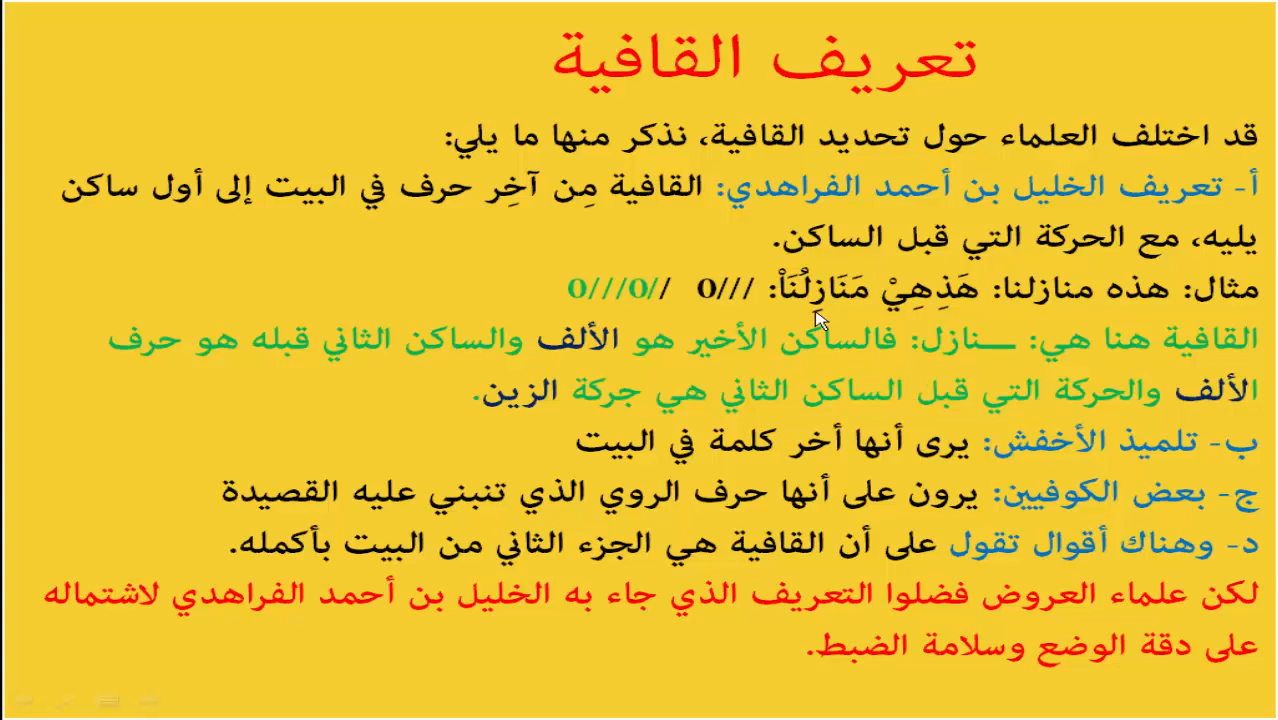 تعريف القافية
قد اختلف العلماء حول تحديد القافية، نذكر منها ما يلي:
أ- تعريف الخليل بن أحمد الفراهدي: القافية مِن آخِر حرف في البيت إلى أول ساكن
يليه، مع الحركة التي قبل الساكن.
مثال: هذه منازلنا: هَذِهِيْ مَنَازِلُنَاْ: ///0 //0///0
القافية هنا هي: ـــنازل: فالساكن الأخير هو الألف والساكن الثاني قبله هو حرف
الألف والحركة التي قبل الساكن الثاني هي جركة الزين.
ب- تلميذ الأخفش: يرى أنها أخر كلمة في البيت
ج- بعض الكوفيين: يرون على أنها حرف الروي الذي تنبني عليه القصيدة
د- وهناك أقوال تقول على أن القافية هي الجزء الثاني من البيت بأكمله.
لكن علماء العروض فضلوا التعريف الذي جاء به الخليل بن أحمد الفراهدي لاشتماله
على دقة الوضع وسلامة الضبط.